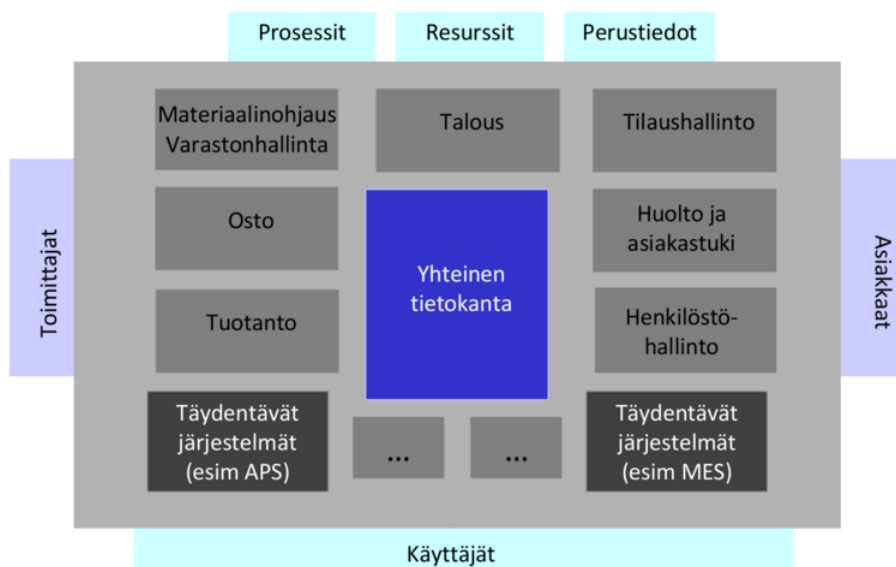 Prosessit
Resurssit
Perustiedot
Materiaalinohjaus
Varastonhallinta
Talous
Tilaushallinto
Toimittajat
Osto
Yhteinen
tietokanta
Huolto ja
asiakastuki
Asiakkaat
Tuotanto
Henkilöstö-
hallinto
Täydentävät
järjestelmät
(esim APS)
...
...
Täydentävät
järjestelmät
(esim MES)
Käyttäjät